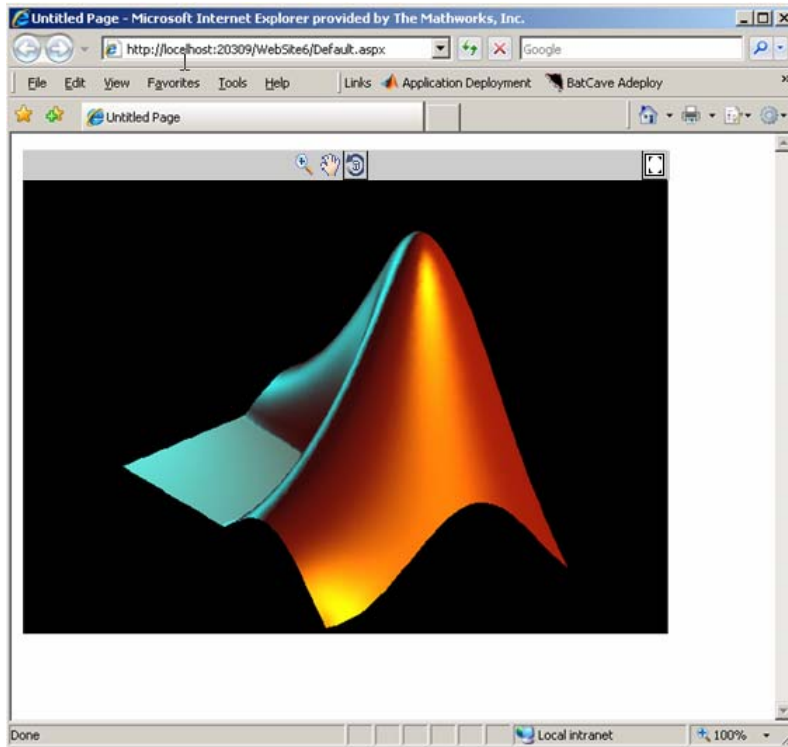 Untitled Page - Microsoft Internet Explorer provided by The Mathworks, Inc.
http://localhost:20309/WebSite6/Default.aspx Google
File Edit View Favorites Tools Help Links Application Deployment BatCave Adeploy »
Untitled Page
Done Local intranet 100%